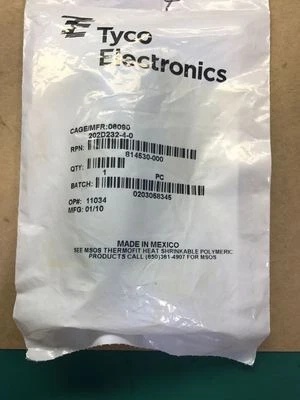 Tyco
Electronics
CAGE/MFR:06090
202D232-4-0
RPN:
814530-000
QTY:
1 PC
BATCH:
0203058345
OP#: 11034
MFG: 01/10
MADE IN MEXICO
SEE MSDS THERMOFIT HEAT SHRINKABLE POLYMERIC
PRODUCTS CALL (650)361-4907 FOR MSDS